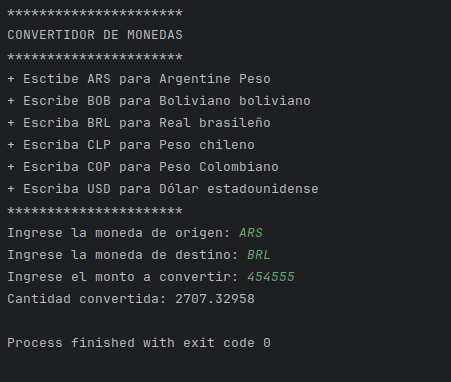 **********************
CONVERTIDOR DE MONEDAS
**********************
+ Esctibe ARS para Argentine Peso
+ Escriba BOB para Boliviano boliviano
+ Escriba BRL para Real brasileño
+ Escriba CLP para Peso chileno
+ Escriba COP para Peso Colombiano
+ Escriba USD para Dólar estadounidense
**********************
Ingrese la moneda de origen: ARS
Ingrese la moneda de destino: BRL
Ingrese el monto a convertir: 454555
Cantidad convertida: 2707.32958
Process finished with exit code 0